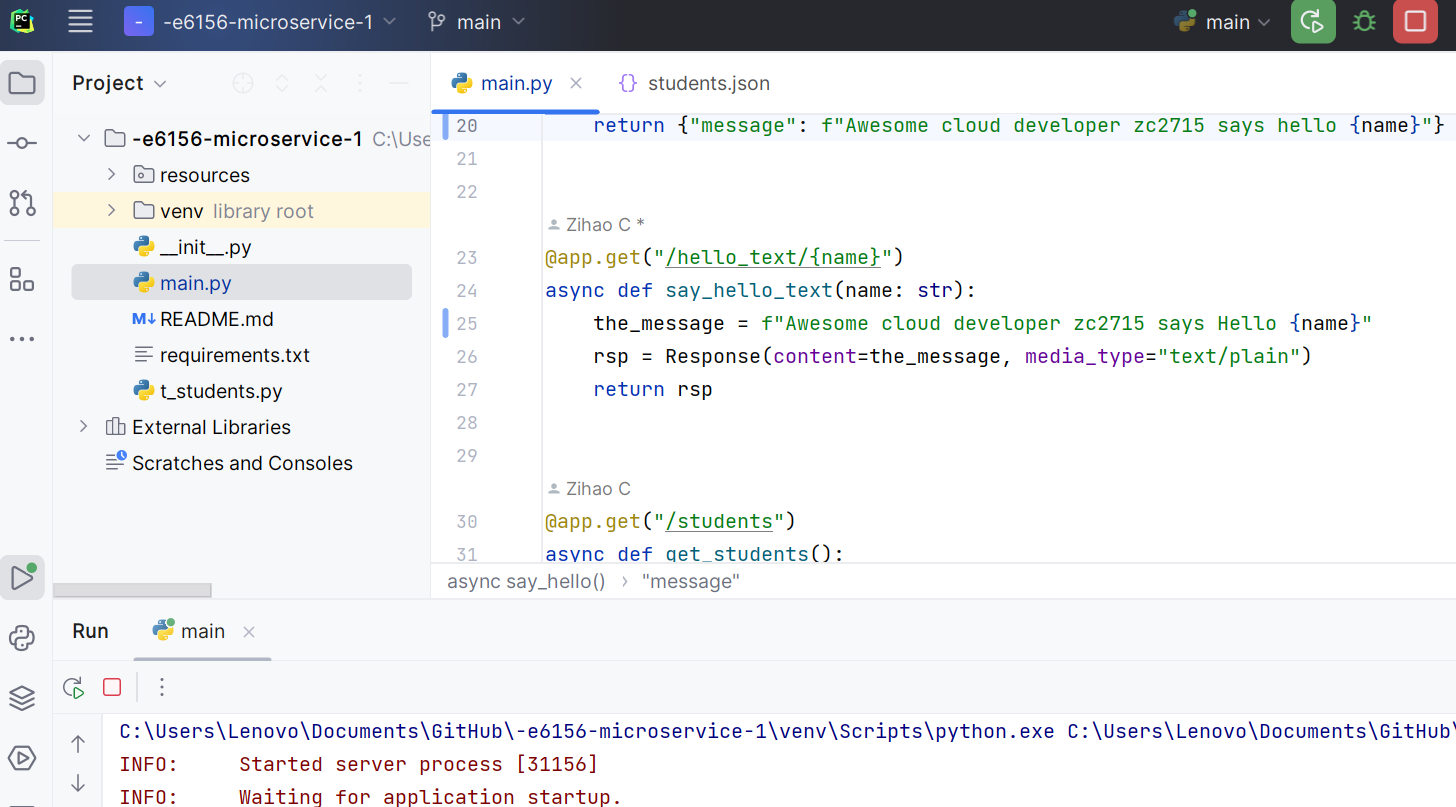 PC
- -e6156-microservice-1 main main
Project
-e6156-microservice-1 C:\Use
resources
venv library root
__init__.py
main.py
M↓ README.md
requirements.txt
t_students.py
External Libraries
Scratches and Consoles
main.py {} students.json
20 return {"message": f"Awesome cloud developer zc2715 says hello {name}"}
21
22
Zihao C *
23 @app.get("/hello_text/{name}")
24 async def say_hello_text(name: str):
25 the_message = f"Awesome cloud developer zc2715 says Hello {name}"
26 rsp = Response(content=the_message, media_type="text/plain")
27 return rsp
28
29
Zihao C
30 @app.get("/students")
31 async def get_students():
async say_hello() › "message"
Run main
C:\Users\Lenovo\Documents\GitHub\-e6156-microservice-1\venv\Scripts\python.exe C:\Users\Lenovo\Documents\GitHub\
INFO: Started server process [31156]
INFO: Waiting for application startup.